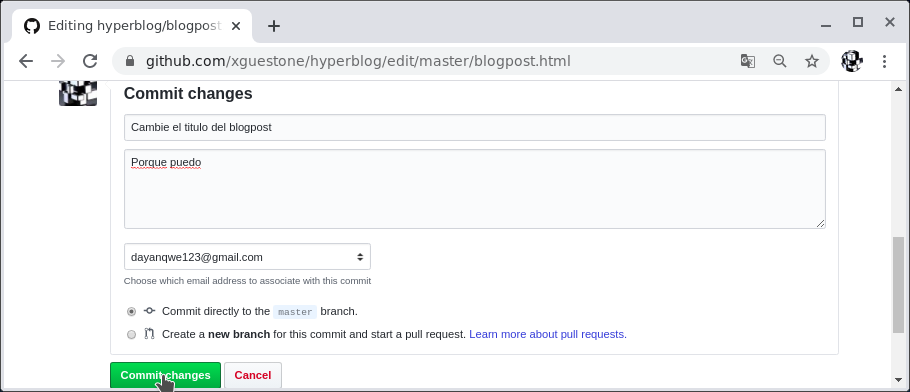 Editing hyperblog/blogpost
github.com/xguestone/hyperblog/edit/master/blogpost.html
Commit changes
Cambie el titulo del blogpost
Porque puedo
dayanqwe123@gmail.com
Choose which email address to associate with this commit
Commit directly to the master branch.
Create a new branch for this commit and start a pull request. Learn more about pull requests.
Commit changes Cancel